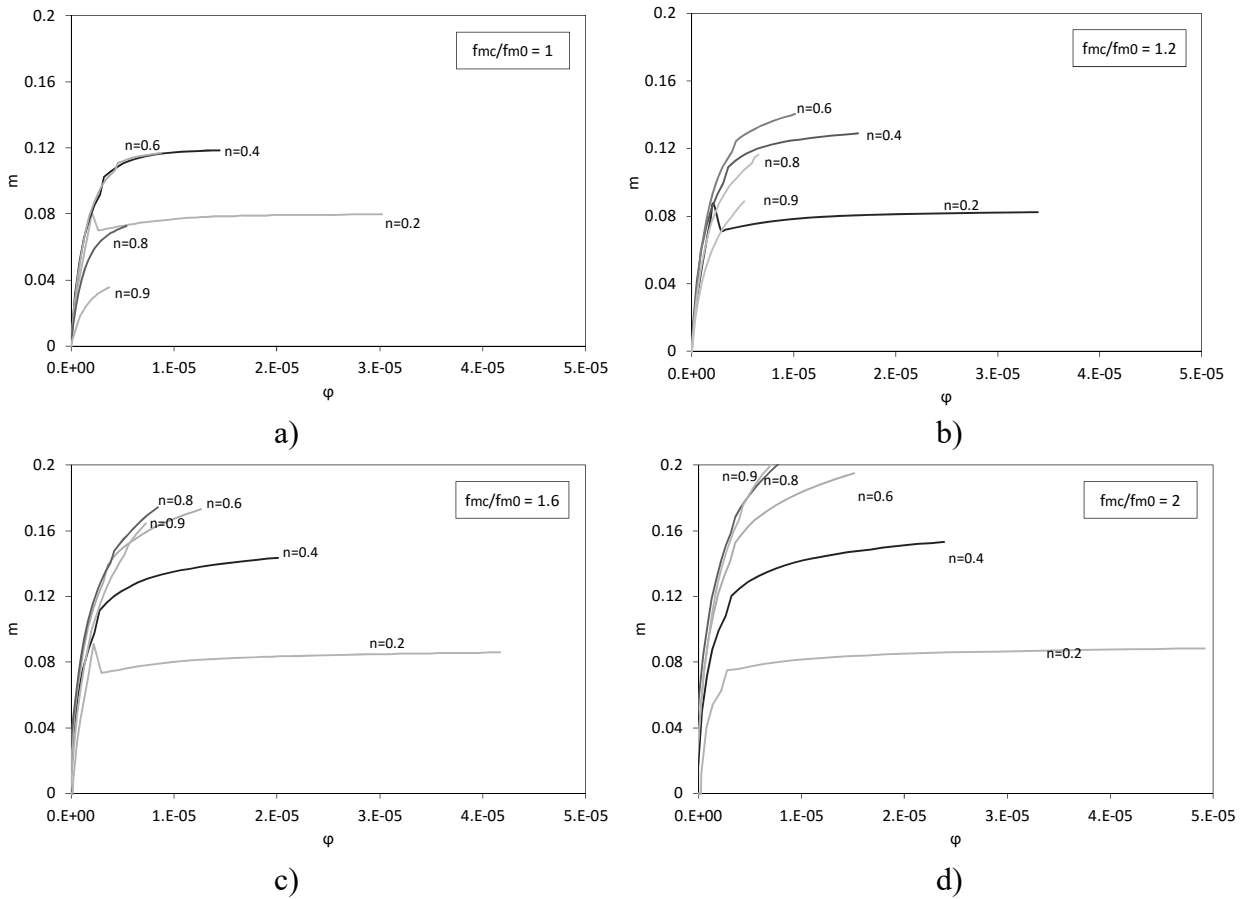 0.2
fmc/fm0 = 1
0.16
0.12
n=0.6
n=0.4
m
0.08
n=0.2
n=0.8
0.04
n=0.9
0
0.E+00 1.E-05 2.E-05 3.E-05 4.E-05 5.E-05
φ
a)
0.2
fmc/fm0 = 1.2
0.16
n=0.6
n=0.4
0.12
n=0.8
m
n=0.9
n=0.2
0.08
0.04
0
0.E+00 1.E-05 2.E-05 3.E-05 4.E-05 5.E-05
φ
b)
0.2
fmc/fm0 = 1.6
n=0.8
n=0.6
0.16
n=0.9
n=0.4
0.12
m
n=0.2
0.08
0.04
0
0.E+00 1.E-05 2.E-05 3.E-05 4.E-05 5.E-05
φ
c)
0.2
n=0.9
n=0.8
fmc/fm0 = 2
n=0.6
0.16
n=0.4
0.12
m
n=0.2
0.08
0.04
0
0.E+00 1.E-05 2.E-05 3.E-05 4.E-05 5.E-05
φ
d)